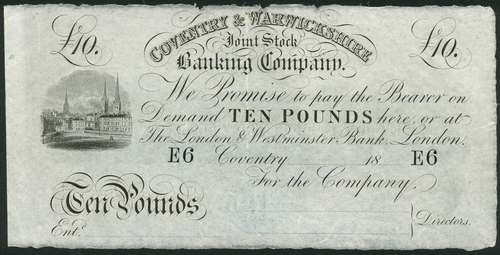 £10. COVENTRY & WARWICKSHIRE £10.
Joint Stock
Banking Company.
We Promise to pay the Bearer on
Demand TEN POUNDS here, or at
The London & Westminster Bank, London.
E6 Coventry 18 E6
For the Company.
Ten Pounds
Entd. Directors.